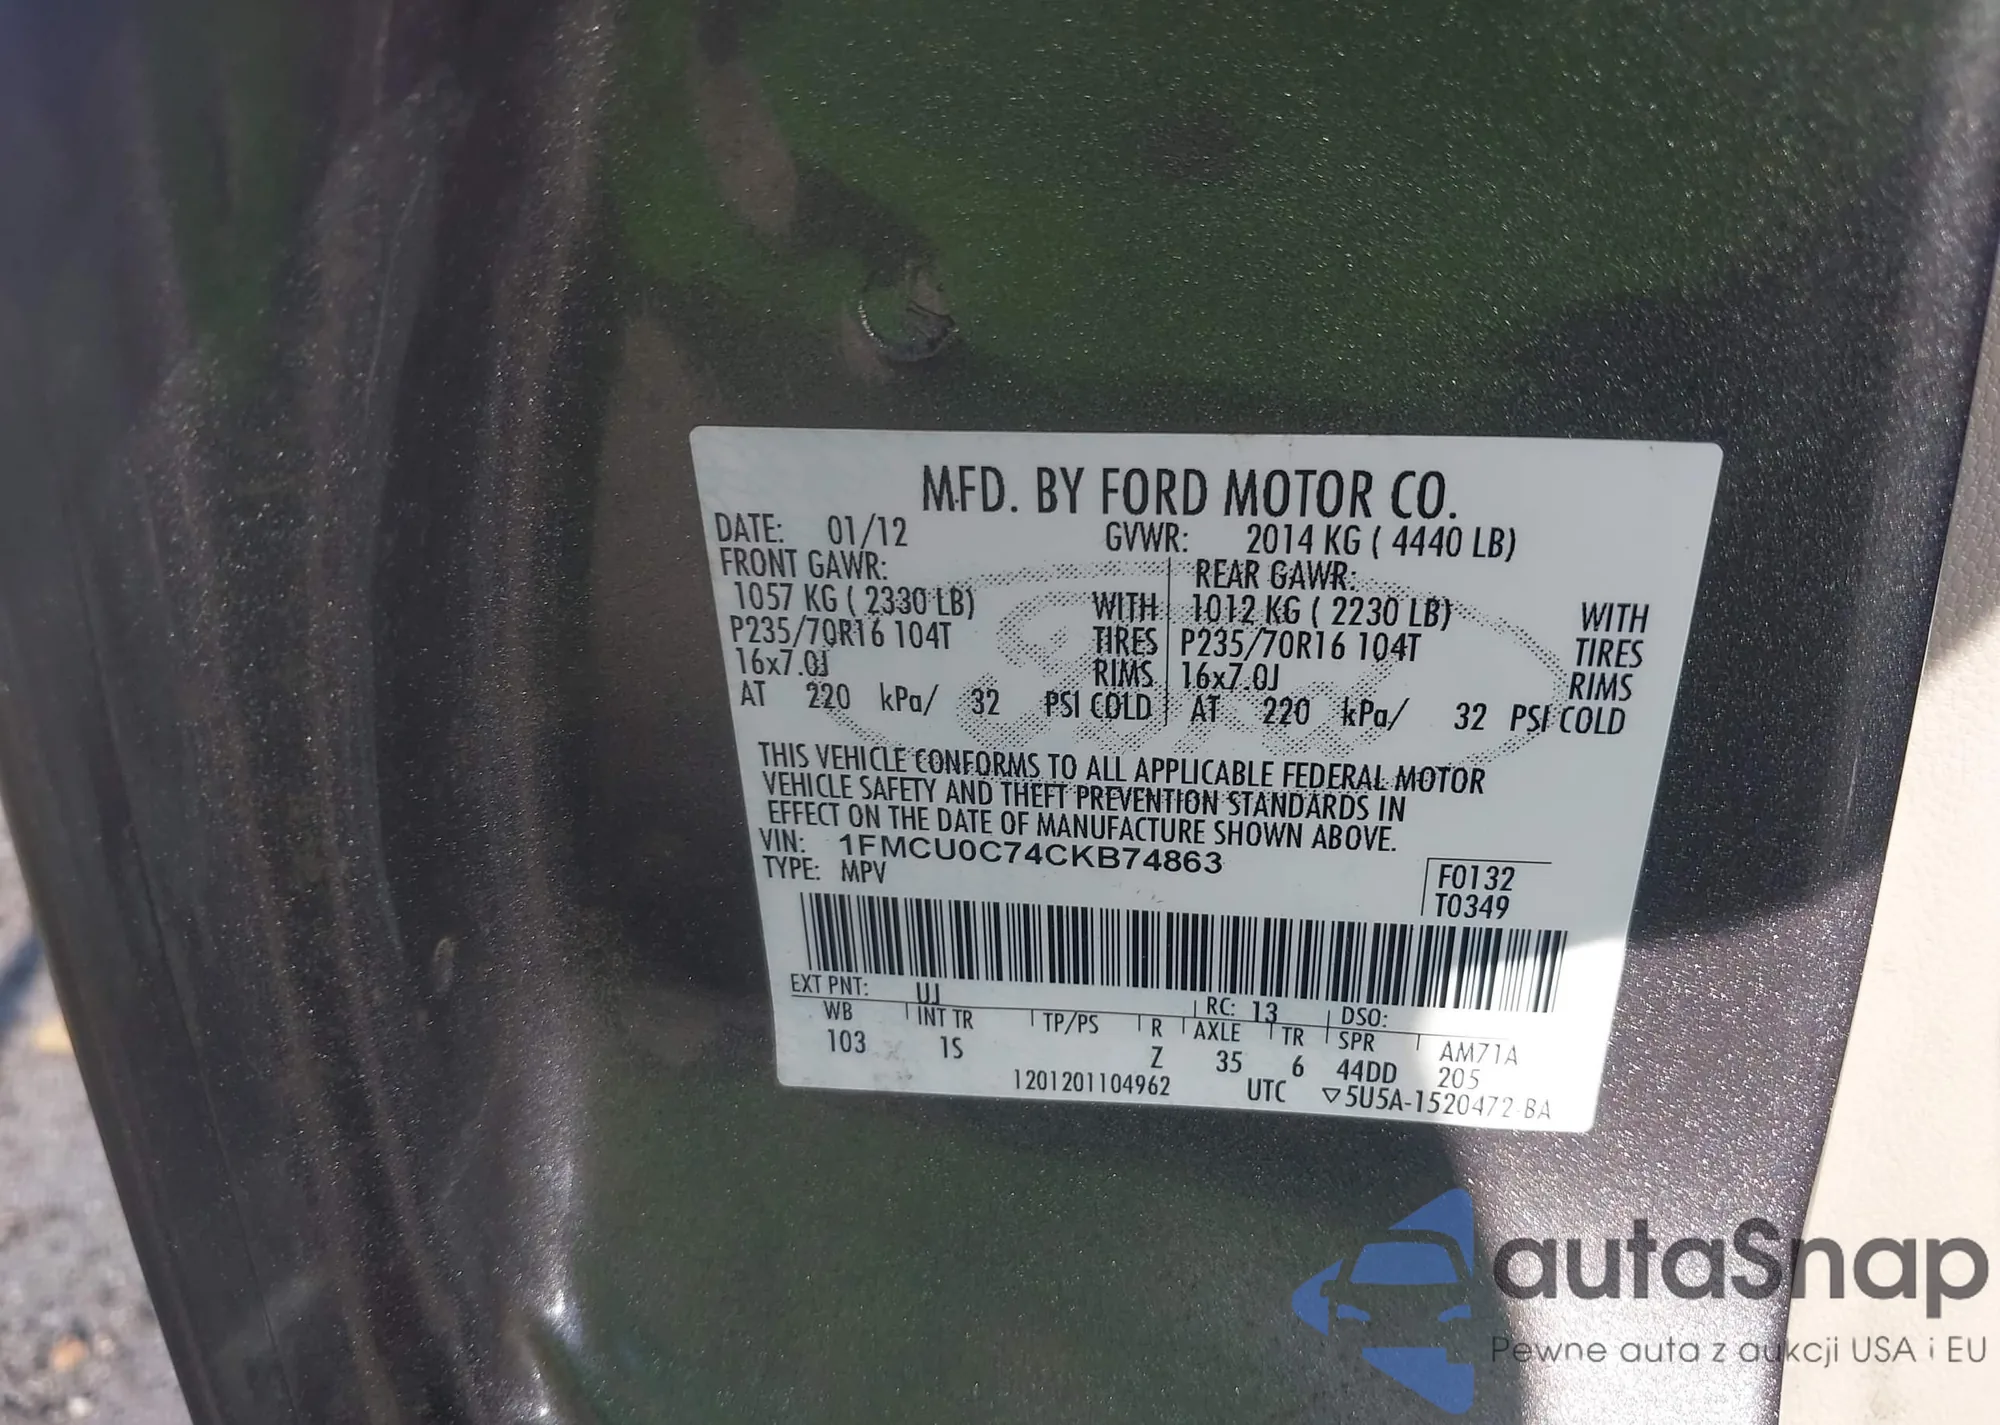 MFD. BY FORD MOTOR CO.
DATE: 01/12 GVWR: 2014 KG ( 4440 LB)
FRONT GAWR: REAR GAWR:
1057 KG ( 2330 LB) WITH 1012 KG ( 2230 LB) WITH
P235/70R16 104T TIRES P235/70R16 104T TIRES
16x7.0J RIMS 16x7.0J RIMS
AT 220 kPa/ 32 PSI COLD AT 220 kPa/ 32 PSI COLD
THIS VEHICLE CONFORMS TO ALL APPLICABLE FEDERAL MOTOR
VEHICLE SAFETY AND THEFT PREVENTION STANDARDS IN
EFFECT ON THE DATE OF MANUFACTURE SHOWN ABOVE.
VIN: 1FMCU0C74CKB74863
TYPE: MPV
F0132
T0349
EXT PNT: UJ RC: 13 DSO:
WB INT TR TP/PS R AXLE TR SPR AM71A
103 1S Z 35 6 44DD 205
1201201104962 UTC ▽5U5A-1520472-BA
autaSnap
Pewne auta z aukcji USA i EU